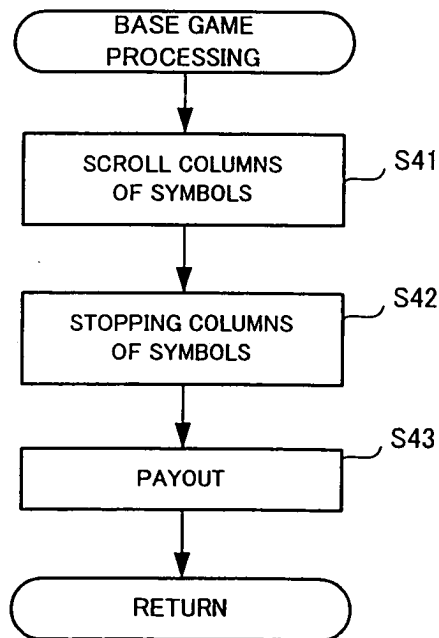 BASE GAME
PROCESSING
SCROLL COLUMNS
OF SYMBOLS
S41
STOPPING COLUMNS
OF SYMBOLS
S42
PAYOUT
S43
RETURN